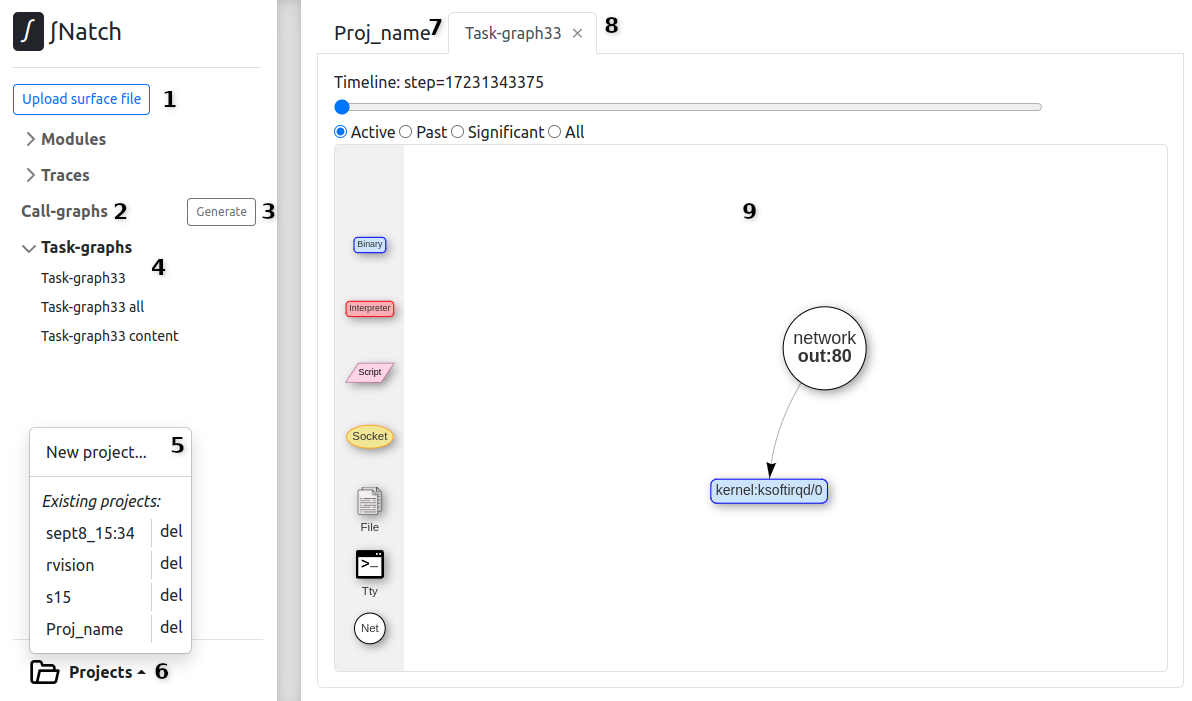 ∫ ∫Natch
Upload surface file 1
Modules
Traces
Call-graphs 2 Generate 3
Task-graphs
4
Task-graph33
Task-graph33 all
Task-graph33 content
New project... 5
Existing projects:
sept8_15:34 del
rvision del
s15 del
Proj_name del
Projects 6
Proj_name 7 Task-graph33 × 8
Timeline: step=17231343375
Active Past Significant All
9
Binary
Interpreter
Script
Socket
File
>_
Tty
Net
network
out:80
kernel:ksoftirqd/0